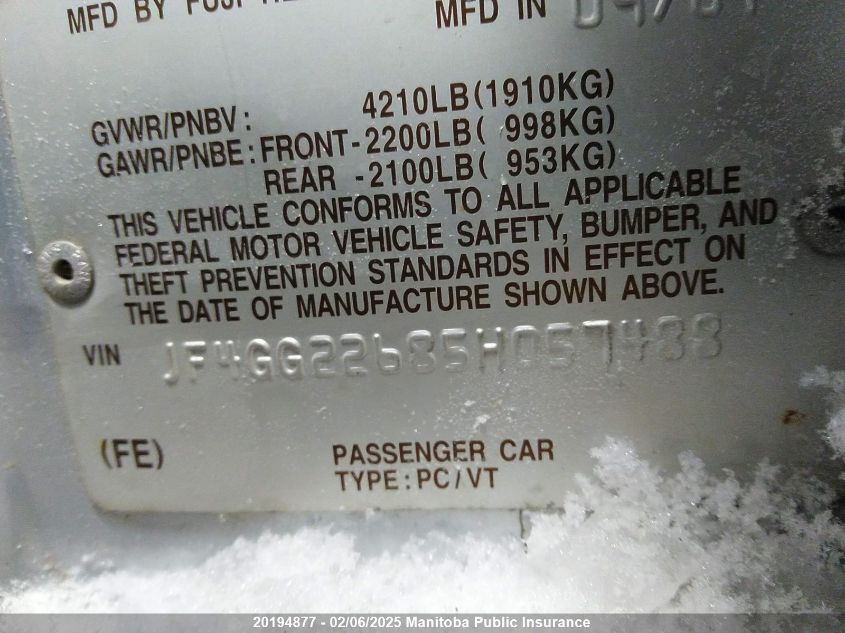 MFD BY FUJI MFD IN
GVWR/PNBV: 4210LB(1910KG)
GAWR/PNBE:FRONT-2200LB( 998KG)
REAR -2100LB( 953KG)
THIS VEHICLE CONFORMS TO ALL APPLICABLE
FEDERAL MOTOR VEHICLE SAFETY, BUMPER, AND
THEFT PREVENTION STANDARDS IN EFFECT ON
THE DATE OF MANUFACTURE SHOWN ABOVE.
VIN JF4GG22685H057488
(FE) PASSENGER CAR
TYPE:PC/VT
20194877 - 02/06/2025 Manitoba Public Insurance